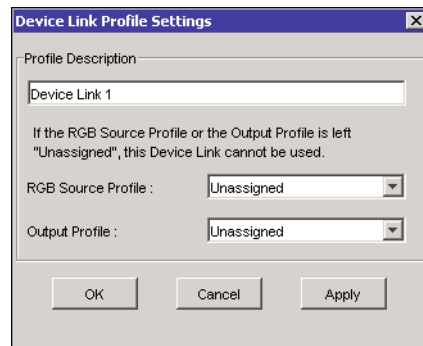 Device Link Profile Settings
Profile Description
Device Link 1
If the RGB Source Profile or the Output Profile is left
"Unassigned", this Device Link cannot be used.
RGB Source Profile : Unassigned
Output Profile : Unassigned
OK Cancel Apply